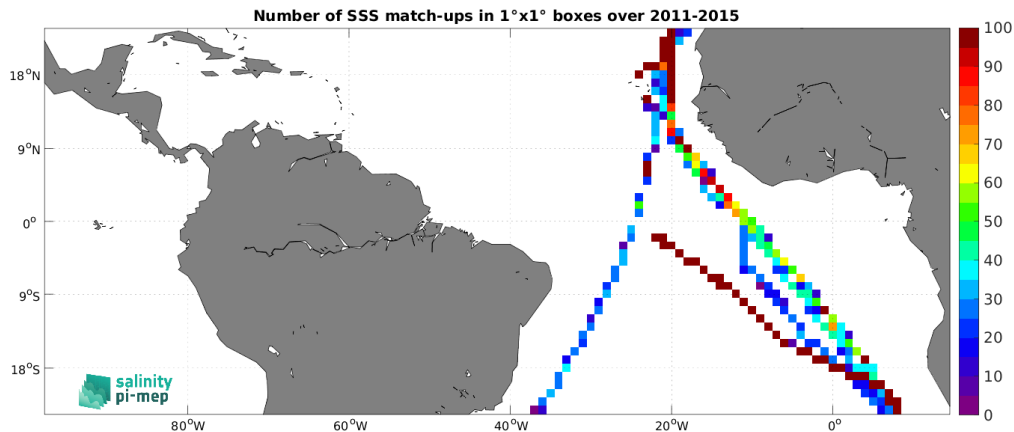 Number of SSS match-ups in 1°x1° boxes over 2011-2015
18°N
9°N
0°
9°S
18°S
80°W
60°W
40°W
20°W
0°
100
90
80
70
60
50
40
30
20
10
0
salinity
pi-mep